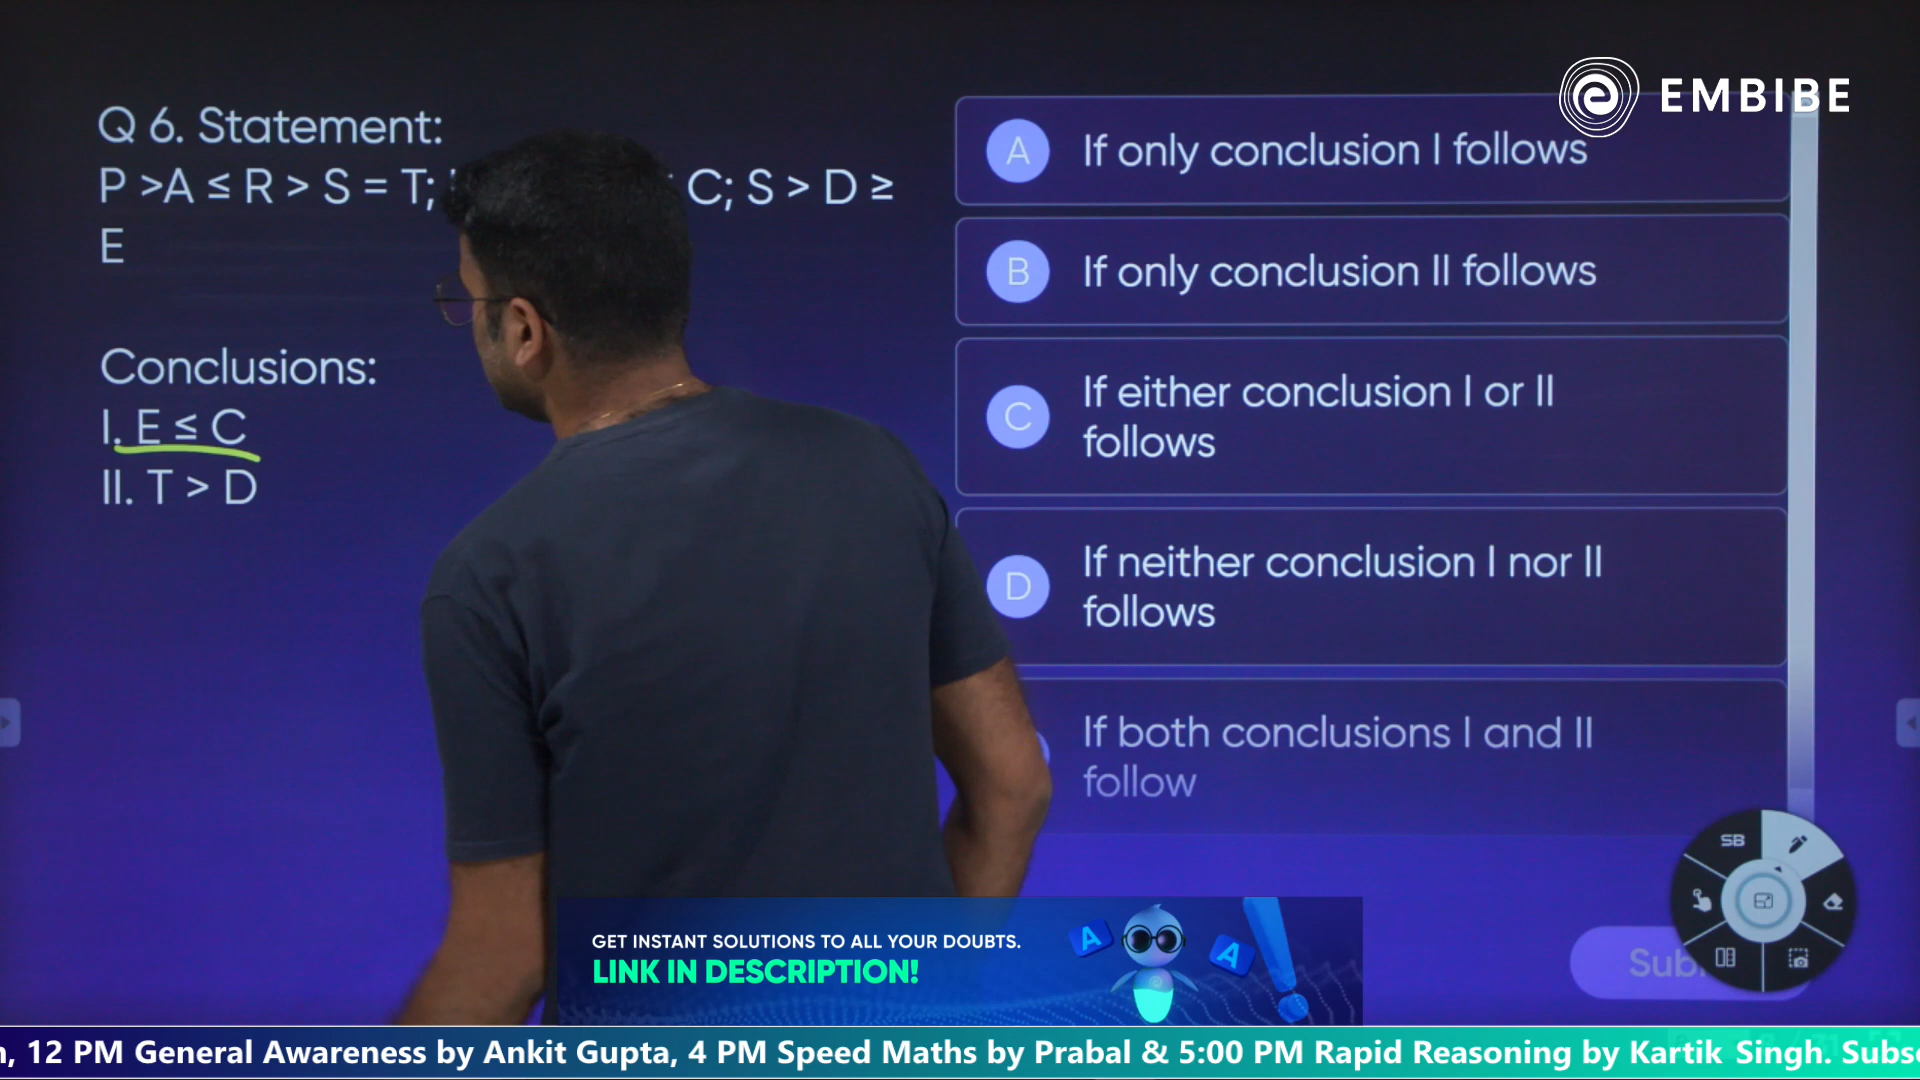 EMBIBE
Q 6. Statement:
P >A ≤ R > S = T; C; S > D ≥
E
Conclusions:
I. E ≤ C
II. T > D
A If only conclusion I follows
B If only conclusion II follows
C If either conclusion I or II
follows
D If neither conclusion I nor II
follows
If both conclusions I and II
follow
SB
GET INSTANT SOLUTIONS TO ALL YOUR DOUBTS.
LINK IN DESCRIPTION!
A
A
12 PM General Awareness by Ankit Gupta, 4 PM Speed Maths by Prabal & 5:00 PM Rapid Reasoning by Kartik Singh.